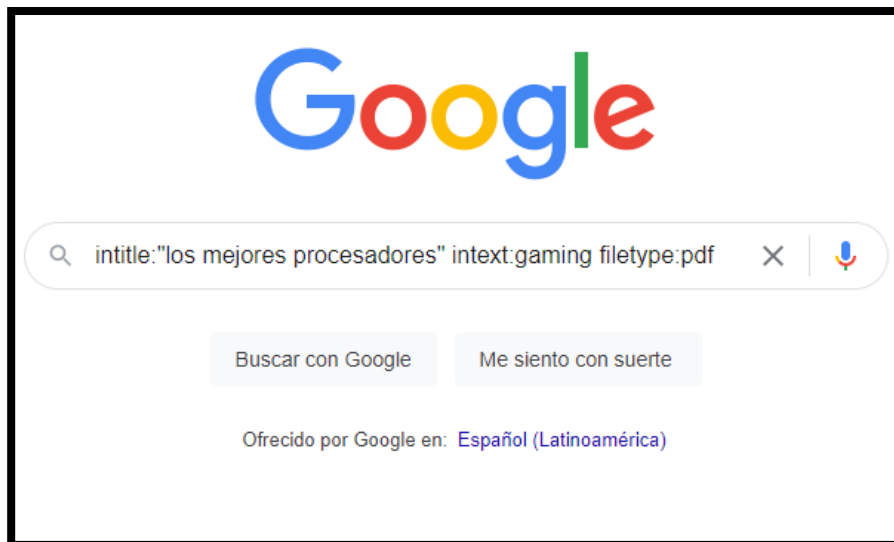 Google
intitle:"los mejores procesadores" intext:gaming filetype:pdf
Buscar con Google
Me siento con suerte
Ofrecido por Google en: Español (Latinoamérica)